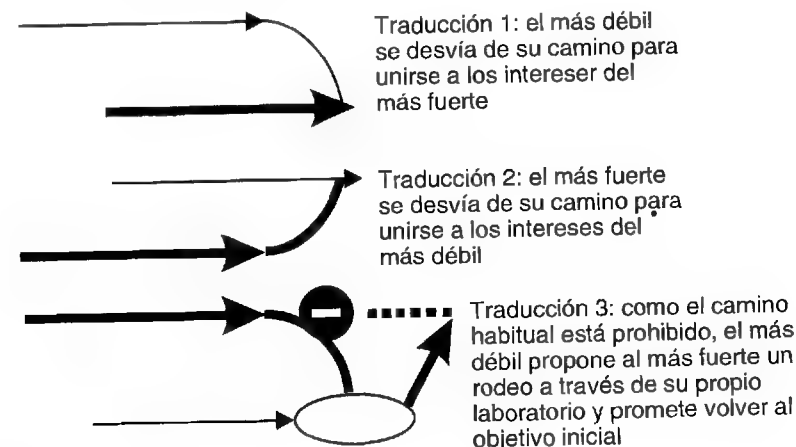 Traducción 1: el más débil
se desvía de su camino para
unirse a los intereser del
más fuerte
Traducción 2: el más fuerte
se desvía de su camino para
unirse a los intereses del
más débil
Traducción 3: como el camino
habitual está prohibido, el más
débil propone al más fuerte un
rodeo a través de su propio
laboratorio y promete volver al
objetivo inicial